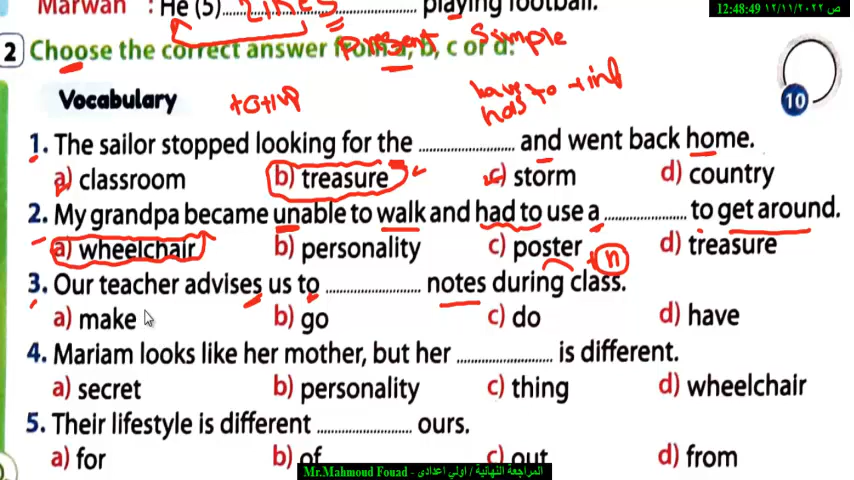 Marwan : He (5) .......... LIKES .......... playing football.
ص 12:48:49 ٢٠٢٢/١١/١٢
2 Choose the correct answer from a, b, c or d:
present simple
Vocabulary
to+inf
have to + inf
has
10
1. The sailor stopped looking for the .......................... and went back home.
a) classroom b) treasure c) storm d) country
2. My grandpa became unable to walk and had to use a ...................... to get around.
a) wheelchair b) personality c) poster d) treasure
n
3. Our teacher advises us to ......................... notes during class.
a) make b) go c) do d) have
4. Mariam looks like her mother, but her ......................... is different.
a) secret b) personality c) thing d) wheelchair
5. Their lifestyle is different ......................... ours.
a) for b) of c) out d) from
Mr.Mahmoud Fouad - المراجعة النهائية / اولي اعدادى